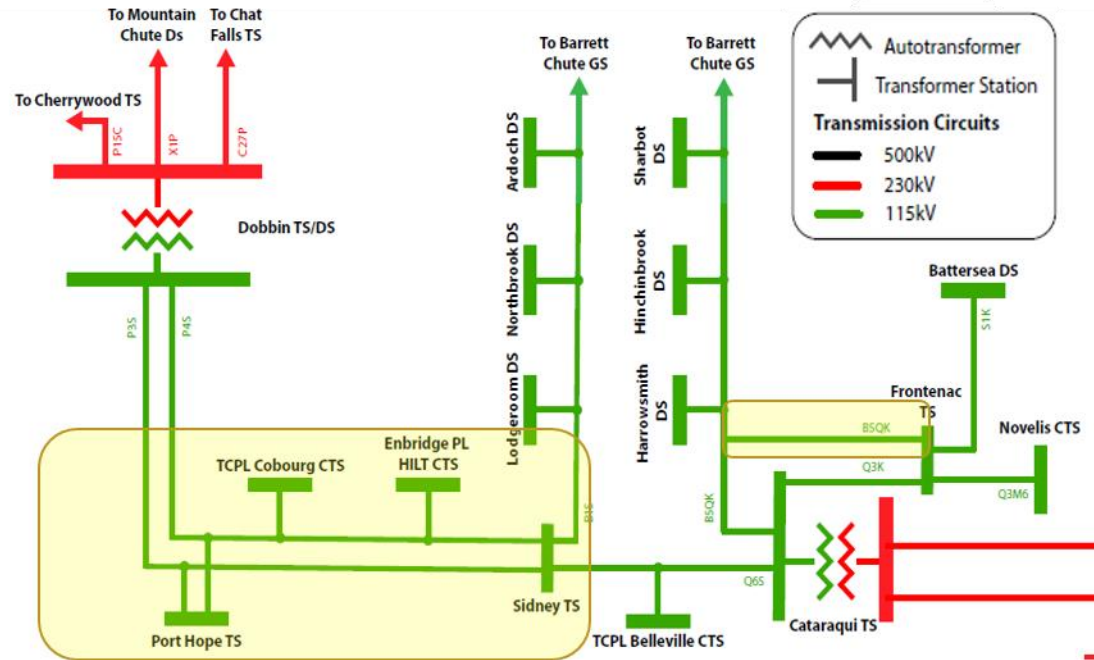 To Mountain
Chute Ds
To Chat
Falls TS
To Cherrywood TS
P15C
X1P
C27P
Dobbin TS/DS
P3S
P4S
To Barrett
Chute GS
To Barrett
Chute GS
Ardoch DS
Northbrook DS
Lodgeroom DS
Sharbot
DS
Hinchinbrook
DS
Harrowsmith
DS
Autotransformer
Transformer Station
Transmission Circuits
500kV
230kV
115kV
Battersea DS
S1K
Frontenac
TS
Novelis CTS
B5QK
Q3K
Q3M6
B5QK
TCPL Cobourg CTS
Enbridge PL
HILT CTS
B1S
Sidney TS
Port Hope TS
Q6S
TCPL Belleville CTS
Cataraqui TS